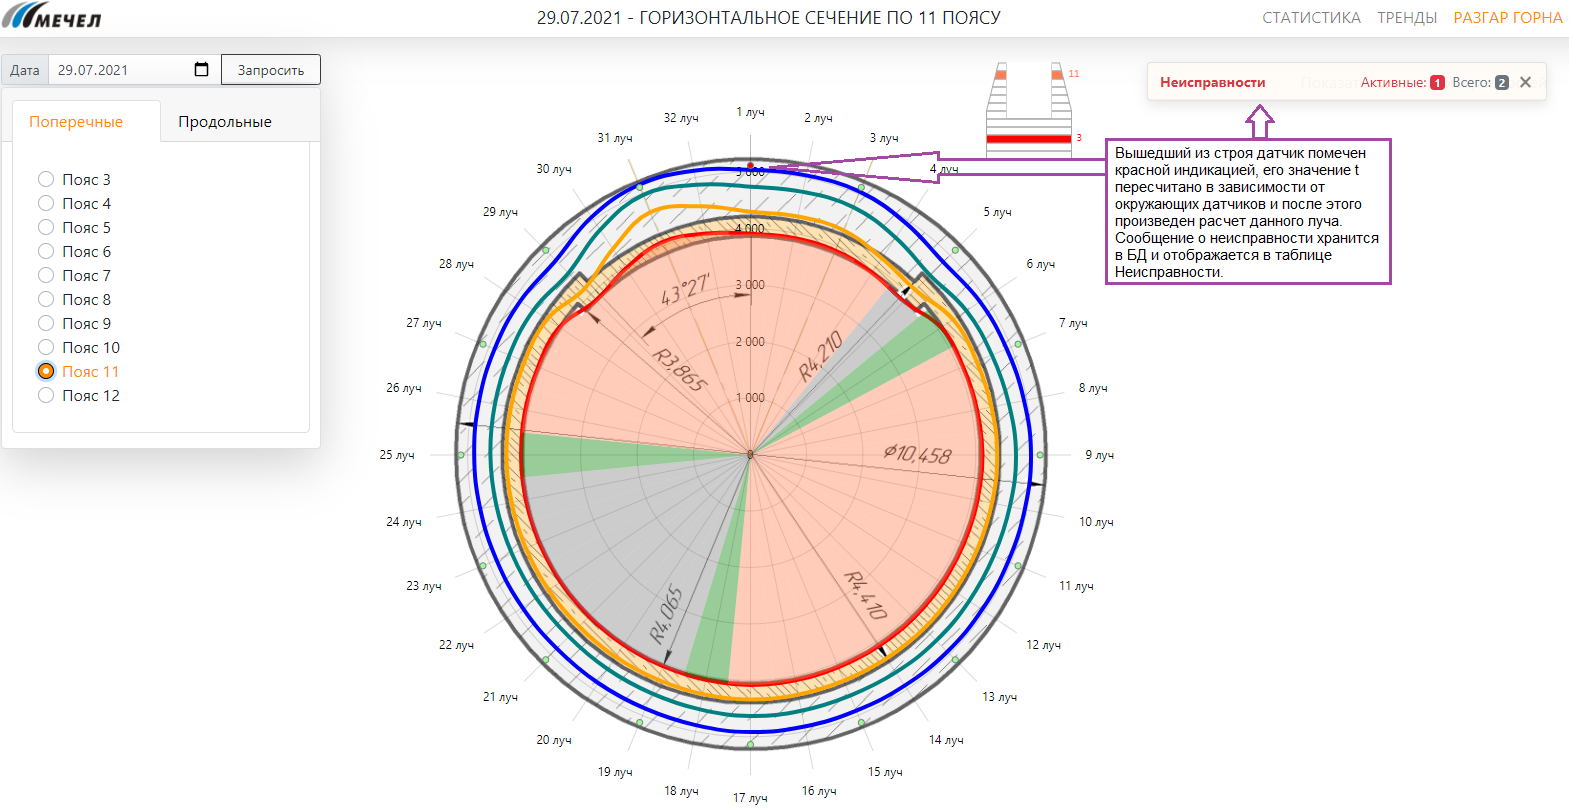 МЕЧЕЛ
29.07.2021 - ГОРИЗОНТАЛЬНОЕ СЕЧЕНИЕ ПО 11 ПОЯСУ
СТАТИСТИКА
ТРЕНДЫ
РАЗГАР ГОРНА
Дата
29.07.2021
Запросить
Поперечные
Продольные
Пояс 3
Пояс 4
Пояс 5
Пояс 6
Пояс 7
Пояс 8
Пояс 9
Пояс 10
Пояс 11
Пояс 12
11
3
Неисправности
Активные: 1
Всего: 2
Вышедший из строя датчик помечен
красной индикацией, его значение t
пересчитано в зависимости от
окружающих датчиков и после этого
произведен расчет данного луча.
Сообщение о неисправности хранится
в БД и отображается в таблице
Неисправности.
1 луч
2 луч
3 луч
4 луч
5 луч
6 луч
7 луч
8 луч
9 луч
10 луч
11 луч
12 луч
13 луч
14 луч
15 луч
16 луч
17 луч
18 луч
19 луч
20 луч
21 луч
22 луч
23 луч
24 луч
25 луч
26 луч
27 луч
28 луч
29 луч
30 луч
31 луч
32 луч
5 000
4 000
3 000
2 000
1 000
0
43°27'
R3,865
R4,210
⌀10,458
R4,410
R4,065